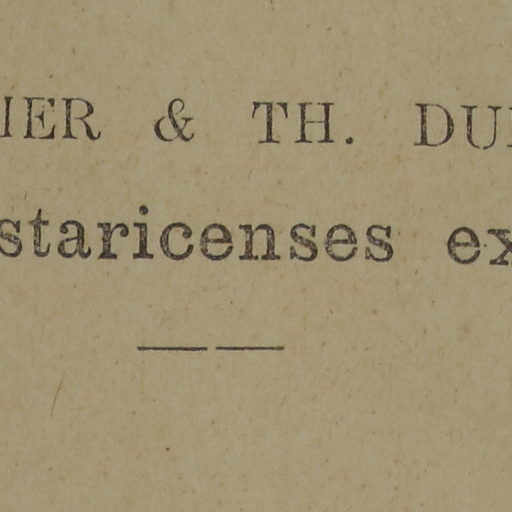 IER & TH. DU
staricenses ex